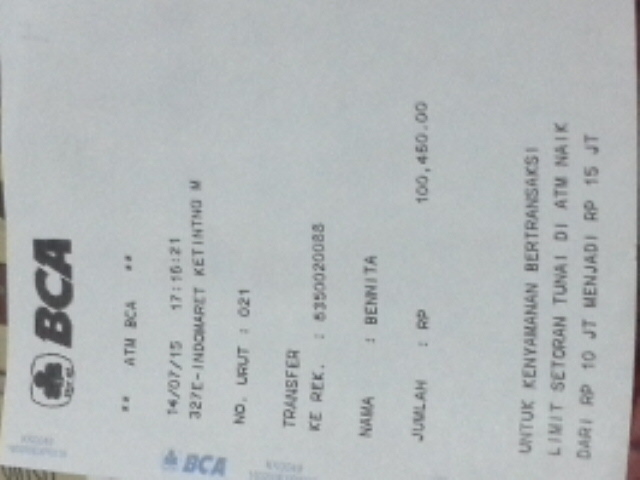 BCA
** ATM BCA **
14/07/15 17:16:21
327E-INDOMARET KETINTNG M
NO. URUT : 021
TRANSFER
KE REK. : 5350020088
NAMA : BENNITA
JUMLAH : RP 100,450.00
UNTUK KENYAMANAN BERTRANSAKSI
LIMIT SETORAN TUNAI DI ATM NAIK
DARI RP 10 JT MENJADI RP 15 JT
BCA